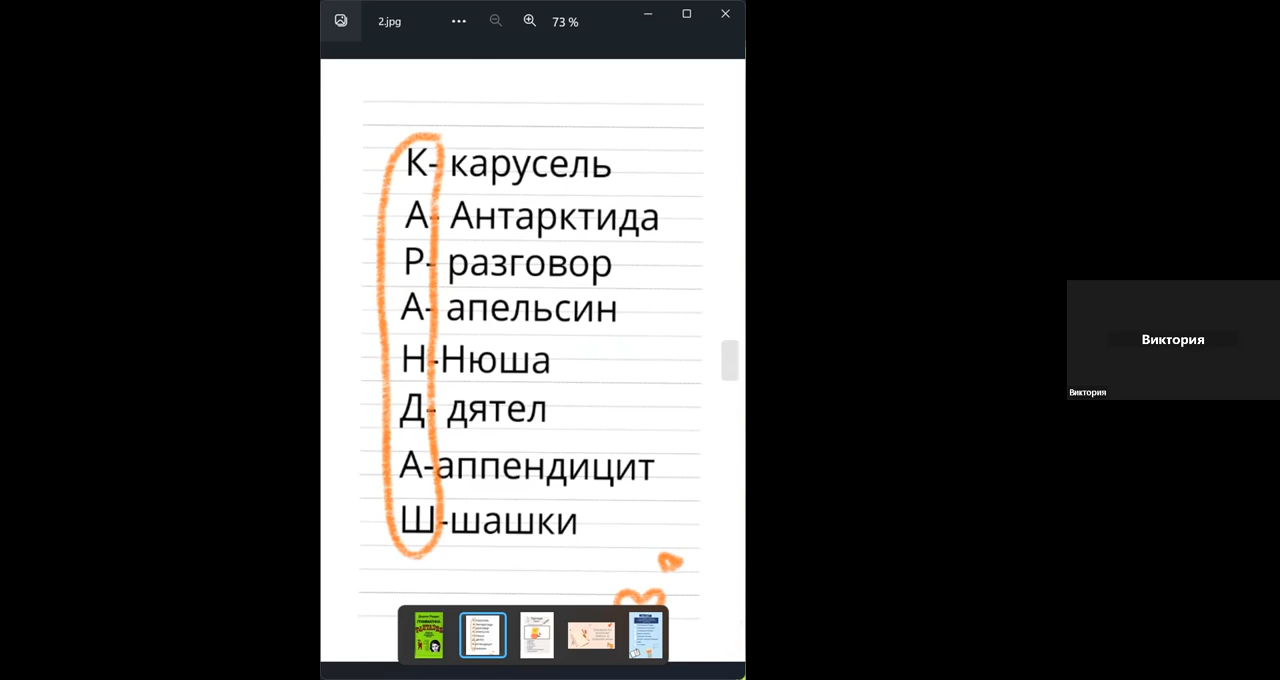 2.jpg ••• 73 %
К- карусель
А- Антарктида
Р- разговор
А- апельсин
Н-Нюша
Д- дятел
А-аппендицит
Ш-шашки
Виктория
Виктория